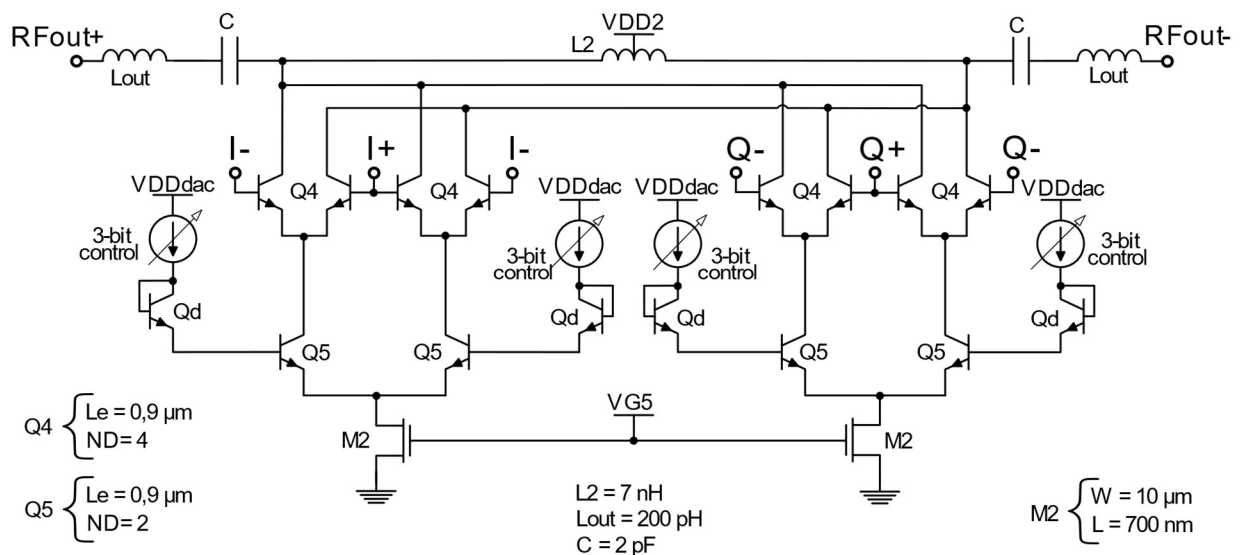 RFout+
C
VDD2
L2
C
RFout-
Lout
Lout
I-
I+
I-
Q-
Q+
Q-
VDDdac
Q4
Q4
VDDdac
VDDdac
Q4
Q4
VDDdac
3-bit
control
3-bit
control
3-bit
control
3-bit
control
Qd
Qd
Qd
Qd
Q5
Q5
Q5
Q5
VG5
M2
M2
Q4
Le = 0,9 µm
ND= 4
Q5
Le = 0,9 µm
ND= 2
L2 = 7 nH
Lout = 200 pH
C = 2 pF
M2
W = 10 µm
L = 700 nm